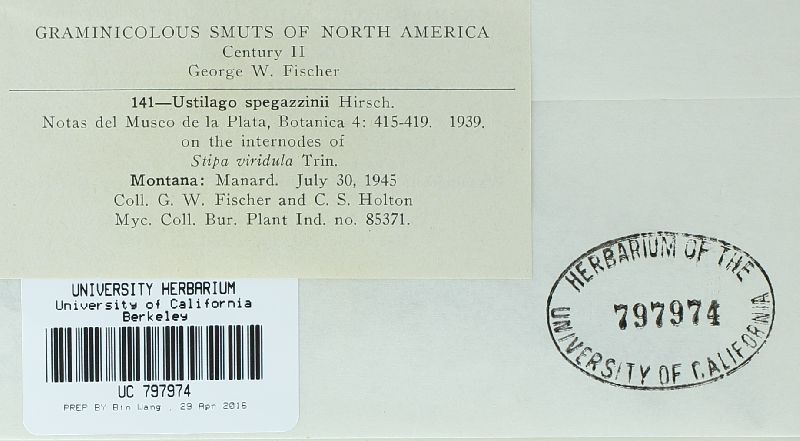 GRAMINICOLOUS SMUTS OF NORTH AMERICA
Century II
George W. Fischer
141—Ustilago spegazzinii Hirsch.
Notas del Museo de la Plata, Botanica 4: 415-419. 1939.
on the internodes of
Stipa viridula Trin.
Montana: Manard. July 30, 1945
Coll. G. W. Fischer and C. S. Holton
Myc. Coll. Bur. Plant Ind. no. 85371.
UNIVERSITY HERBARIUM
University of California
Berkeley
UC 797974
PREP BY Bin Wang , 29 Apr 2016
HERBARIUM OF THE
797974
UNIVERSITY OF CALIFORNIA